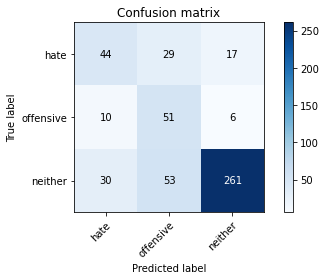 Confusion matrix
True label
hate 44 29 17
offensive 10 51 6
neither 30 53 261
hate offensive neither
Predicted label
250
200
150
100
50